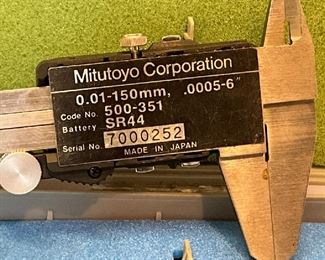 Mitutoyo Corporation
0.01-150mm, .0005-6"
Code No. 500-351
Battery SR44
Serial No. 7000252
MADE IN JAPAN